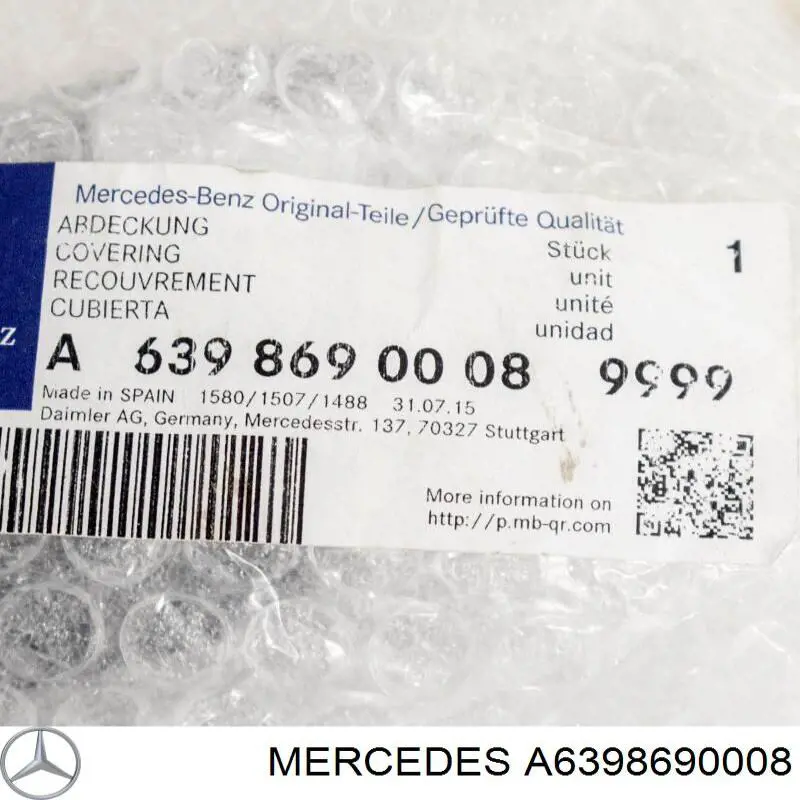 Mercedes-Benz Original-Teile/Geprüfte Qualität
ABDECKUNG
COVERING
RECOUVREMENT
CUBIERTA
Stück
unit
unité
unidad
1
z
A 639 869 00 08 9999
Made in SPAIN 1580/1507/1488 31.07.15
Daimler AG, Germany, Mercedesstr. 137, 70327 Stuttgart
More information on
http://p.mb-qr.com
MERCEDES A6398690008